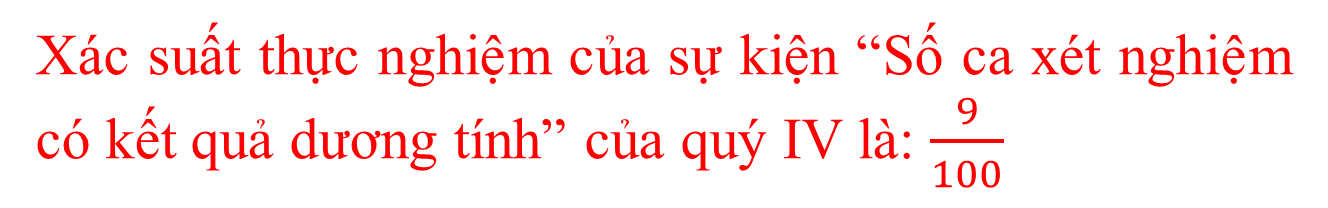 Xác suất thực nghiệm của sự kiện “Số ca xét nghiệm
có kết quả dương tính” của quý IV là: 9/100